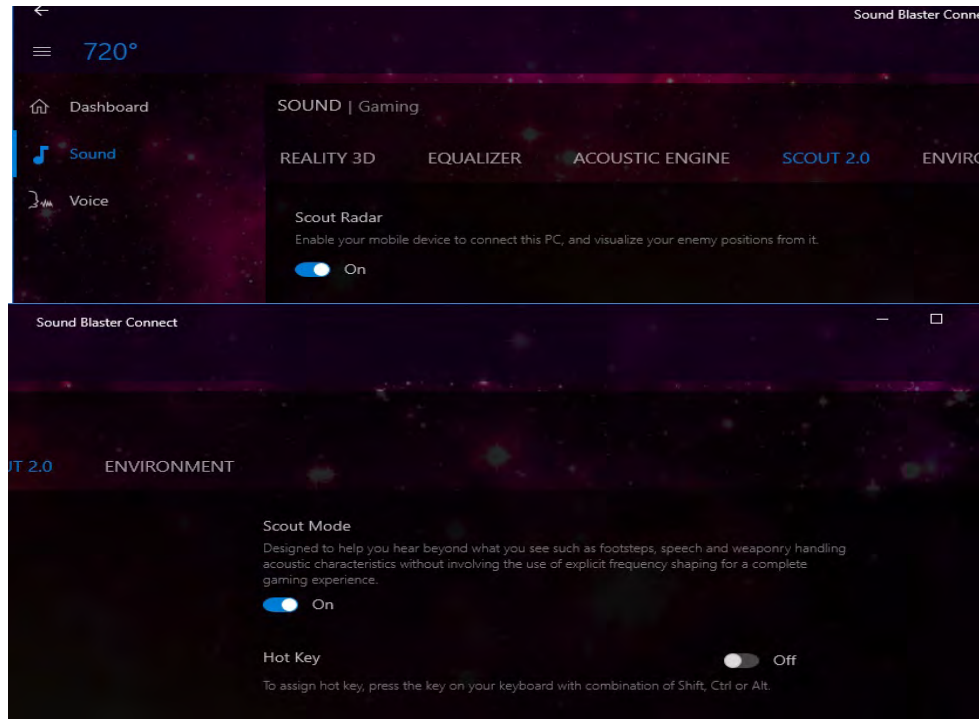 Sound Blaster Conne
720°
Dashboard
SOUND | Gaming
Sound
REALITY 3D EQUALIZER ACOUSTIC ENGINE SCOUT 2.0 ENVIRO
Voice
Scout Radar
Enable your mobile device to connect this PC, and visualize your enemy positions from it.
On
Sound Blaster Connect
UT 2.0 ENVIRONMENT
Scout Mode
Designed to help you hear beyond what you see such as footsteps, speech and weaponry handling
acoustic characteristics without involving the use of explicit frequency shaping for a complete
gaming experience.
On
Hot Key Off
To assign hot key, press the key on your keyboard with combination of Shift, Ctrl or Alt.